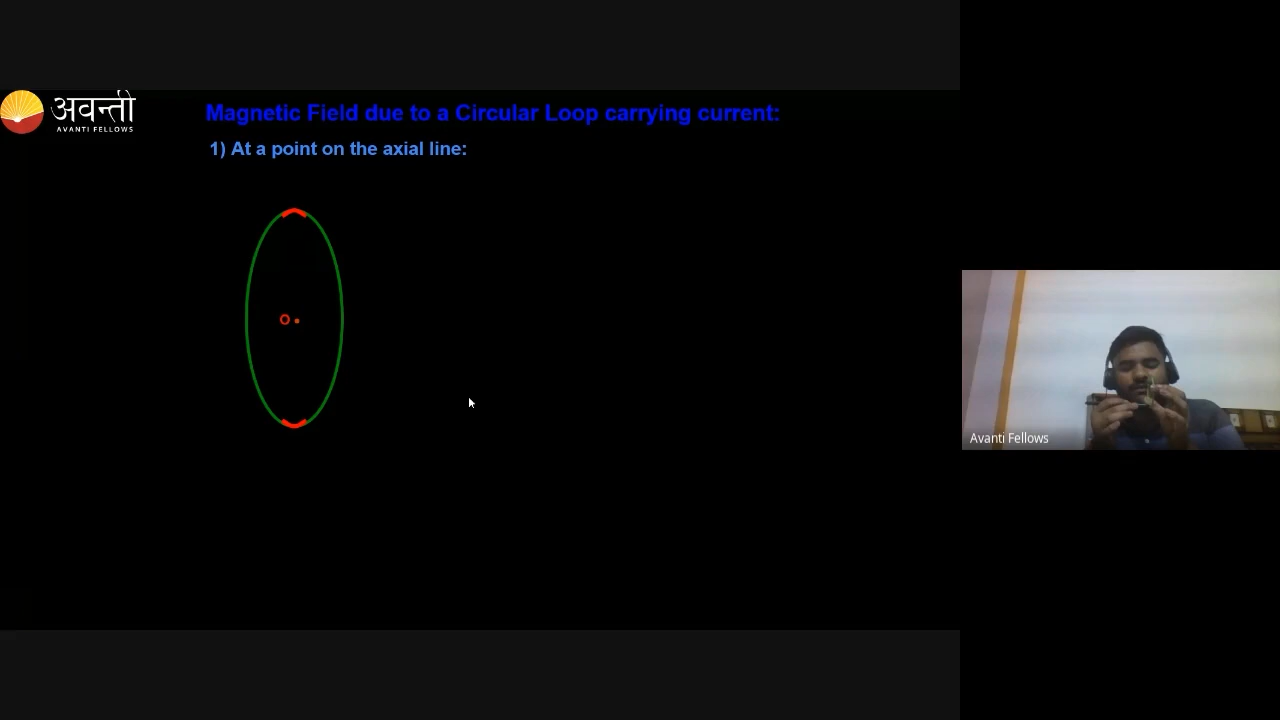 अवन्ती
AVANTI FELLOWS
Magnetic Field due to a Circular Loop carrying current:
1) At a point on the axial line:
O
Avanti Fellows